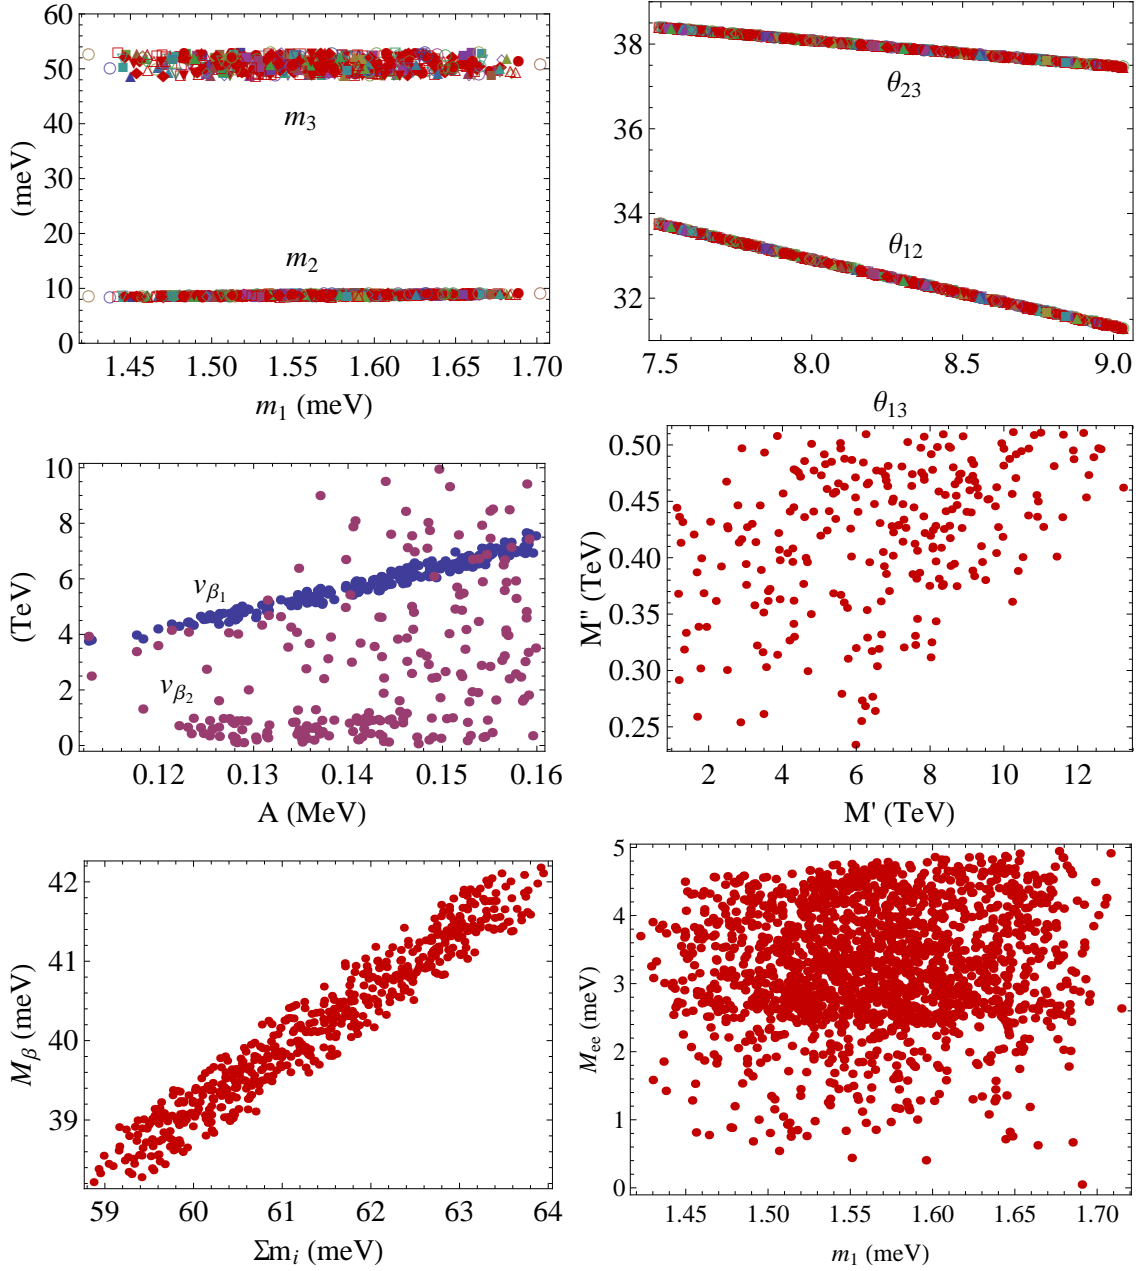 60
50
40
30
20
10
0
(meV)
m3
m2
1.45 1.50 1.55 1.60 1.65 1.70
m1 (meV)
38
36
34
32
θ23
θ12
7.5 8.0 8.5 9.0
θ13
10
8
6
4
2
0
(TeV)
vβ1
vβ2
0.12 0.13 0.14 0.15 0.16
A (MeV)
0.50
0.45
0.40
0.35
0.30
0.25
M'' (TeV)
2 4 6 8 10 12
M' (TeV)
42
41
40
39
Mβ (meV)
59 60 61 62 63 64
Σmi (meV)
5
4
3
2
1
0
Mee (meV)
1.45 1.50 1.55 1.60 1.65 1.70
m1 (meV)